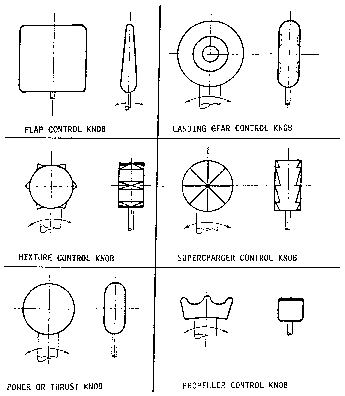 FLAP CONTROL KNOB
LANDING GEAR CONTROL KNOB
MIXTURE CONTROL KNOB
SUPERCHARGER CONTROL KNOB
POWER OR THRUST KNOB
PROPELLER CONTROL KNOB